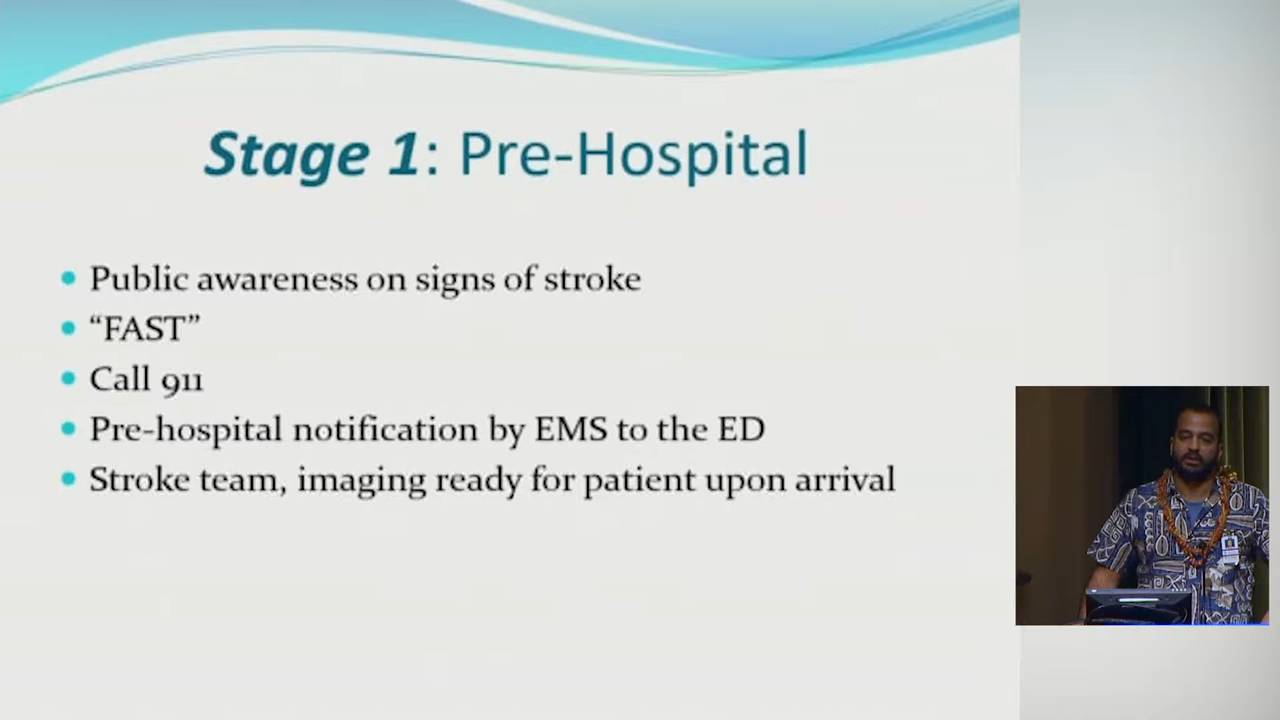 Stage 1: Pre-Hospital
Public awareness on signs of stroke
“FAST”
Call 911
Pre-hospital notification by EMS to the ED
Stroke team, imaging ready for patient upon arrival